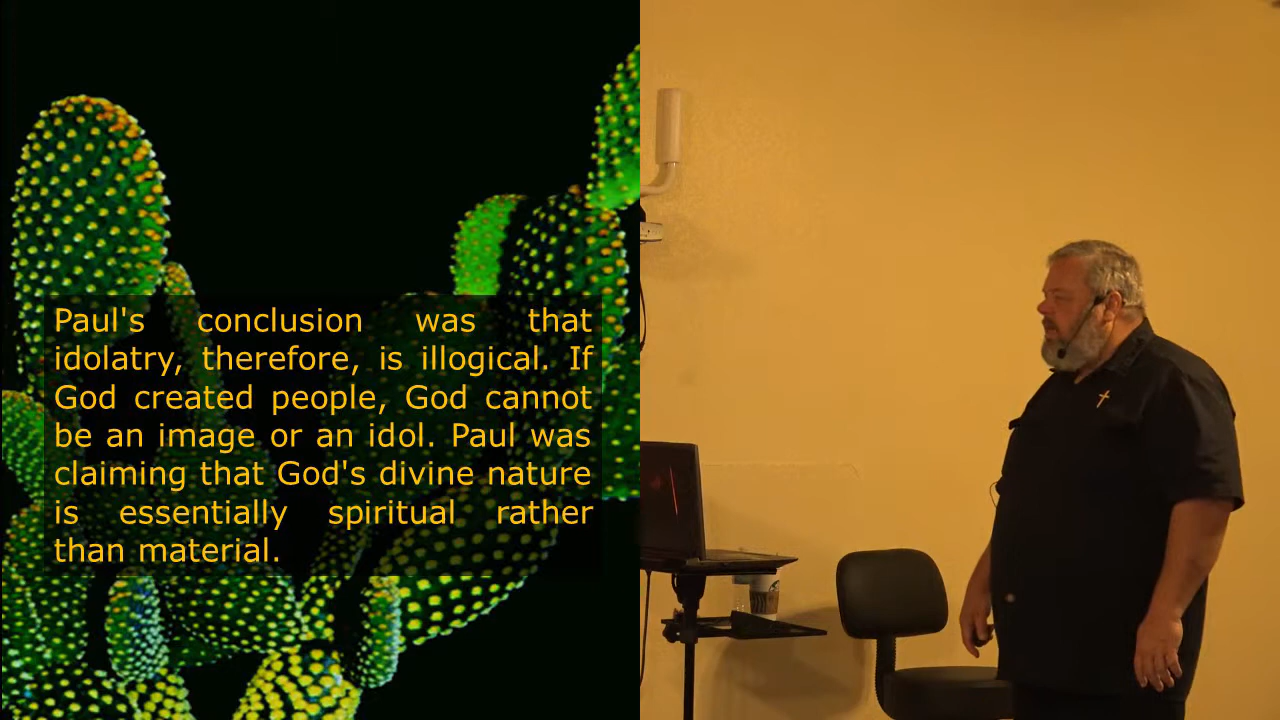 Paul's conclusion was that
idolatry, therefore, is illogical. If
God created people, God cannot
be an image or an idol. Paul was
claiming that God's divine nature
is essentially spiritual rather
than material.